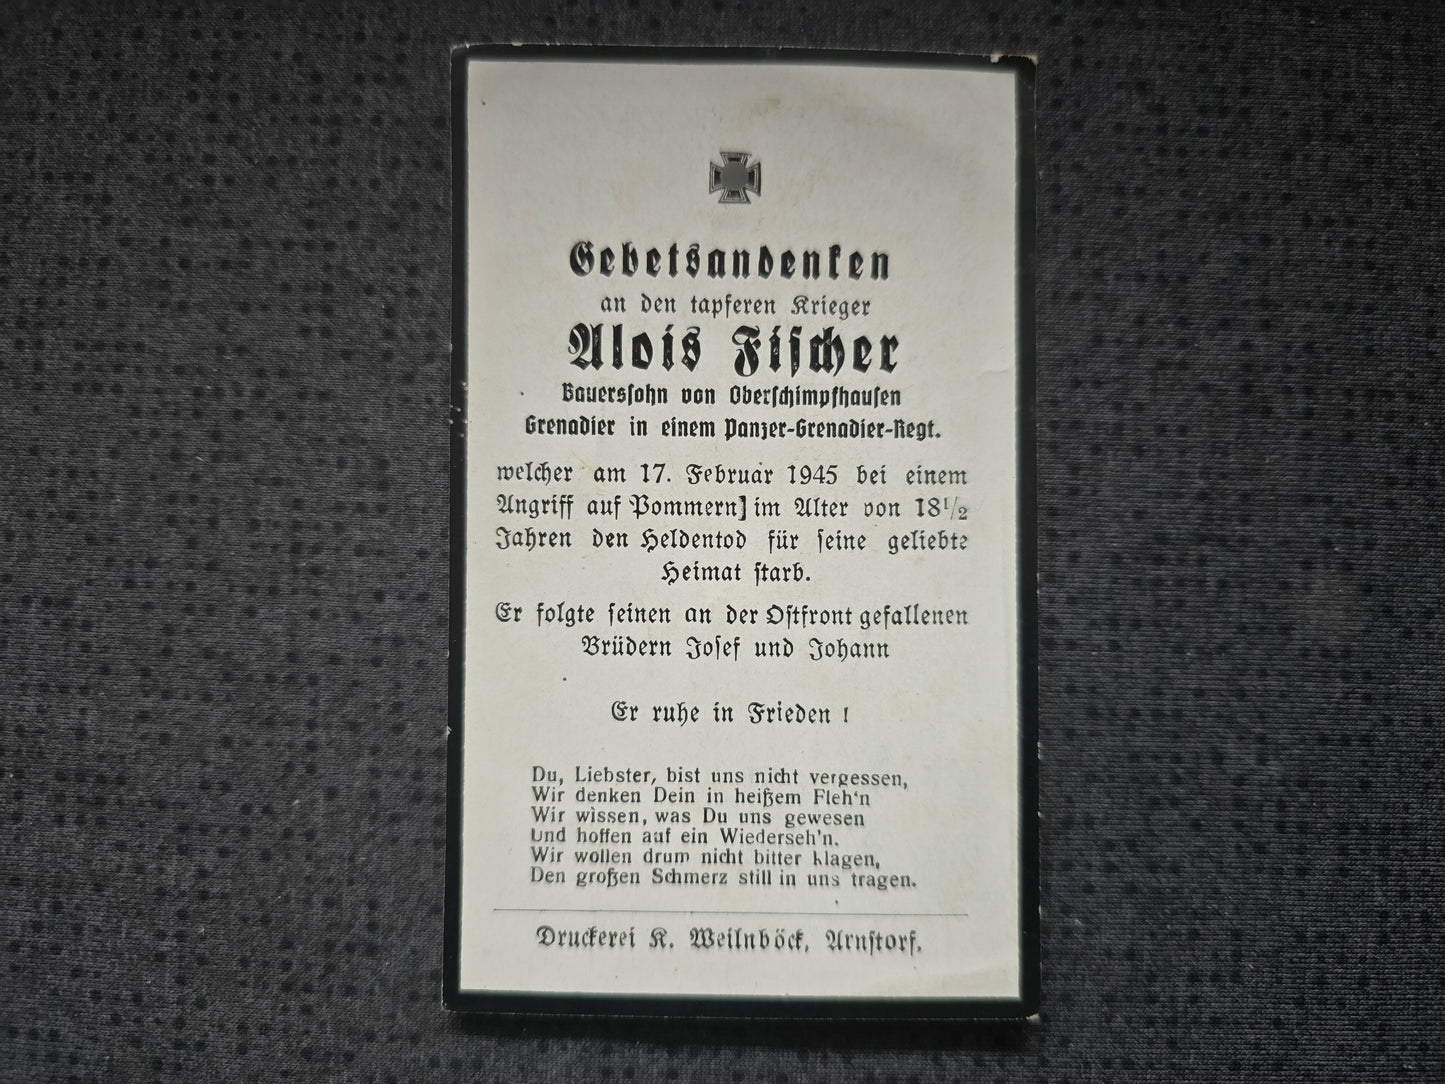 Gebetsandenken
an den tapferen Krieger
Alois Fischer
Bauerssohn von Oberschimpfhausen
Grenadier in einem Panzer-Grenadier-Regt.
welcher am 17. Februar 1945 bei einem
Angriff auf Pommern] im Alter von 18½
Jahren den Heldentod für seine geliebte
Heimat starb.
Er folgte seinen an der Ostfront gefallenen
Brüdern Josef und Johann
Er ruhe in Frieden !
Du, Liebster, bist uns nicht vergessen,
Wir denken Dein in heißem Fleh'n
Wir wissen, was Du uns gewesen
Und hoffen auf ein Wiederseh'n.
Wir wollen drum nicht bitter klagen,
Den großen Schmerz still in uns tragen.
Druckerei K. Weilnböck, Arnstorf.